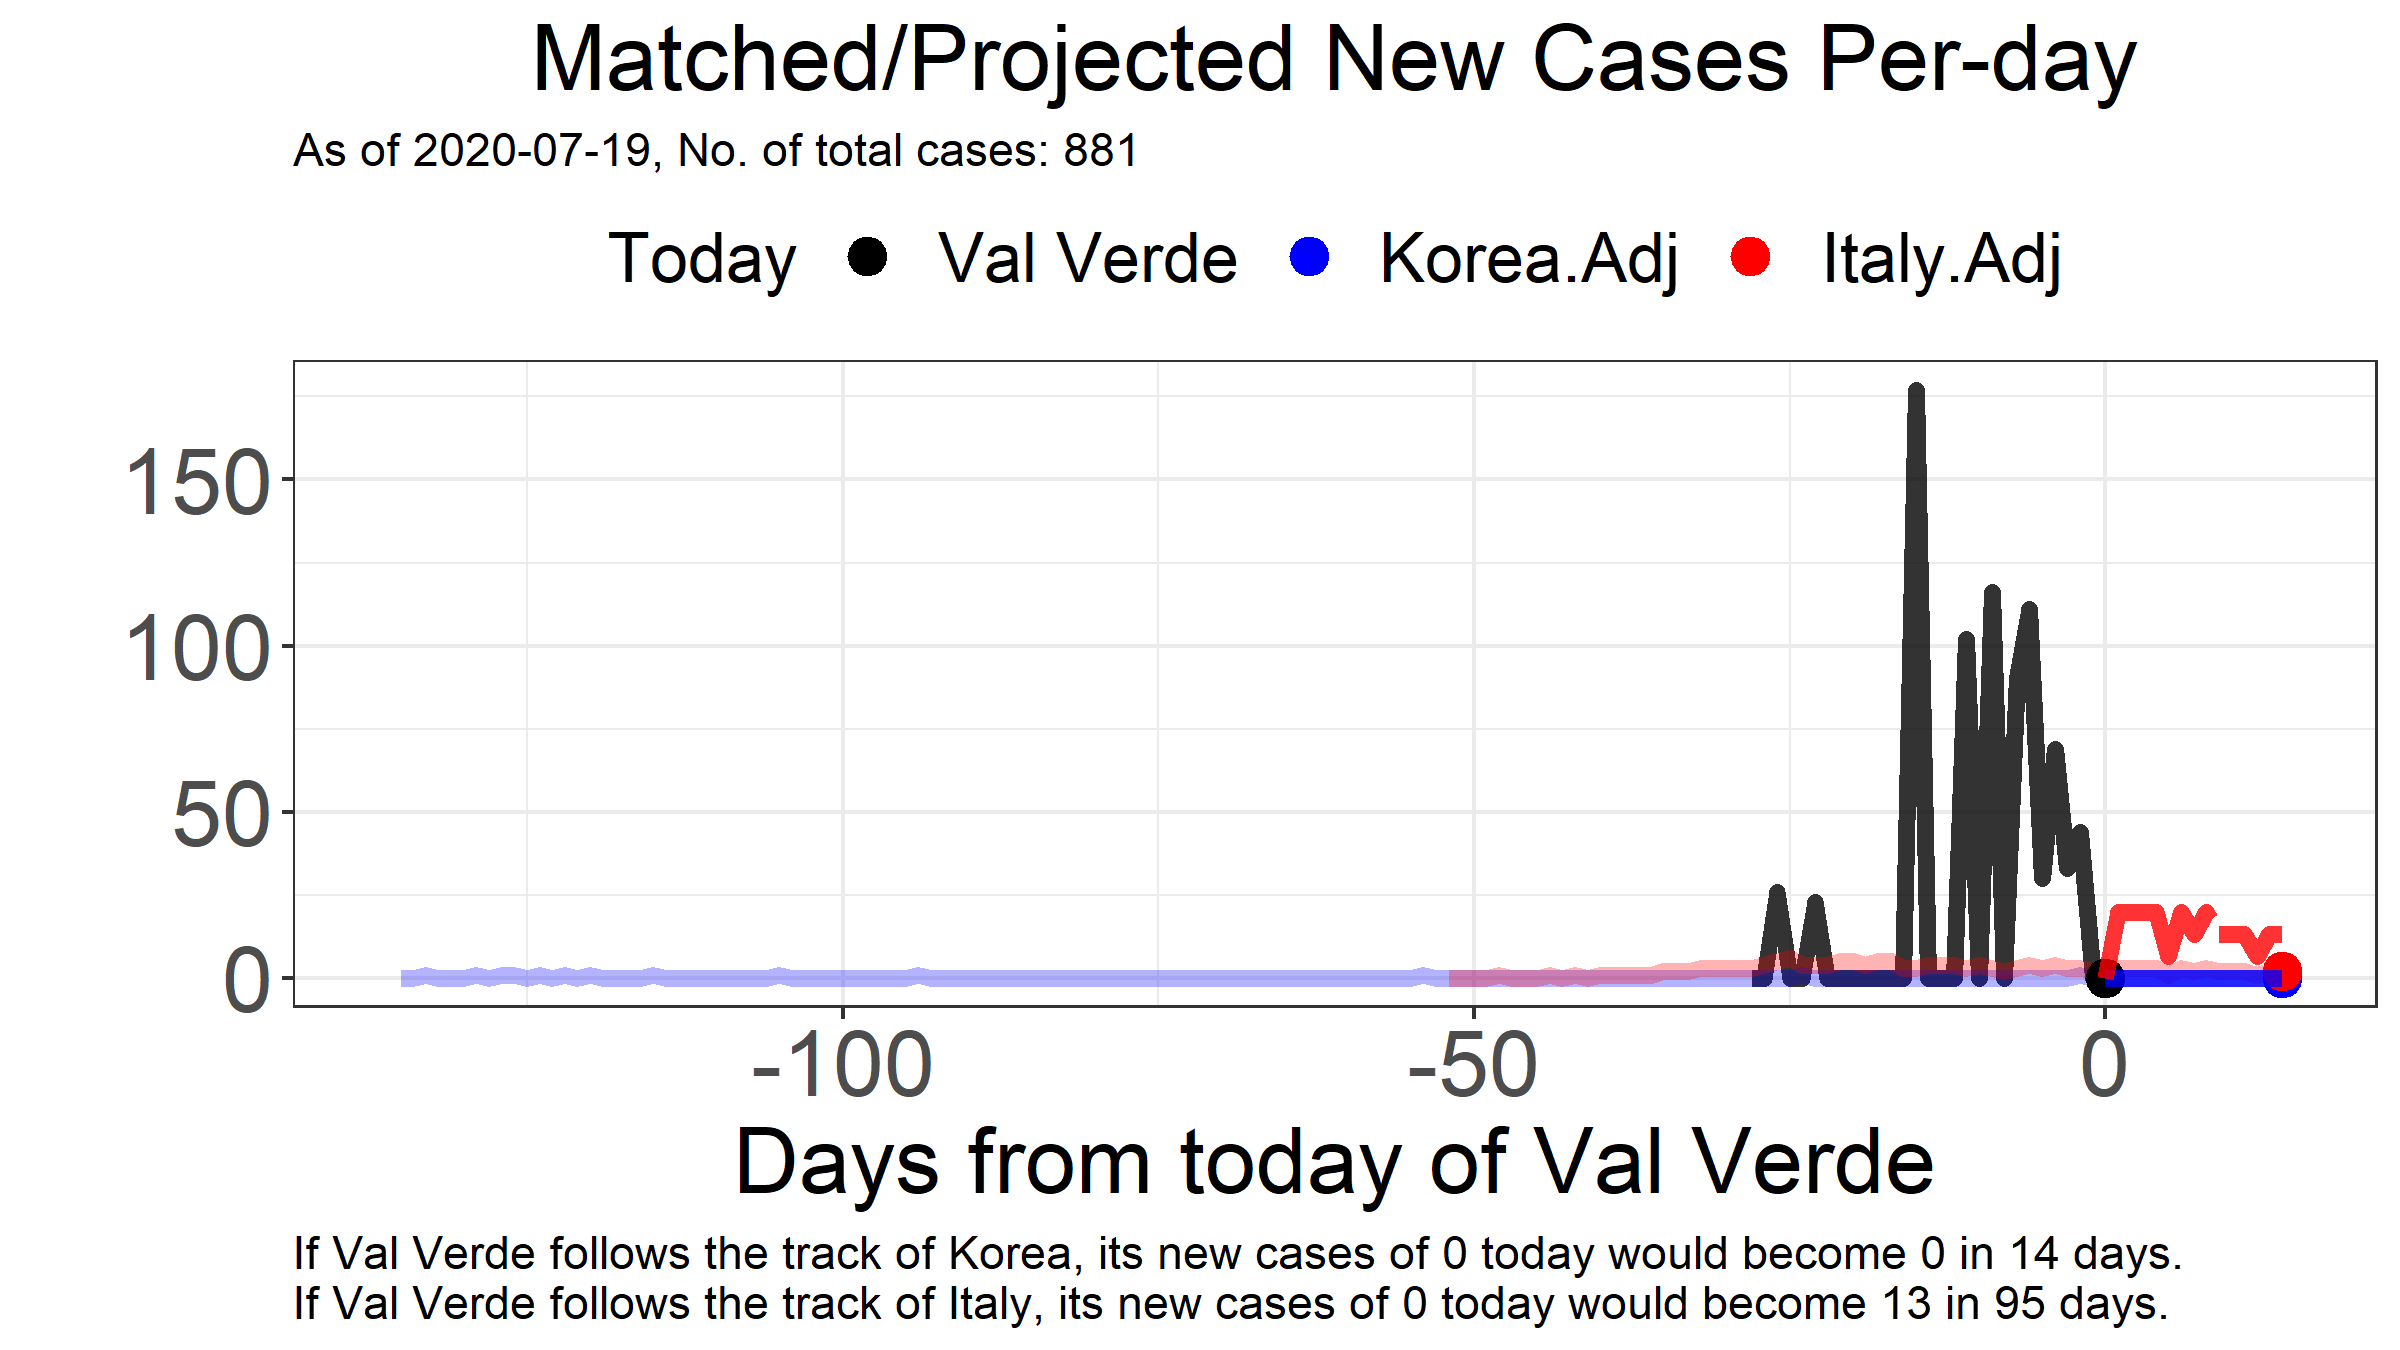 Matched/Projected New Cases Per-day
As of 2020-07-19, No. of total cases: 881
Today Val Verde Korea.Adj Italy.Adj
150
100
50
0
-100 -50 0
Days from today of Val Verde
If Val Verde follows the track of Korea, its new cases of 0 today would become 0 in 14 days.
If Val Verde follows the track of Italy, its new cases of 0 today would become 13 in 95 days.